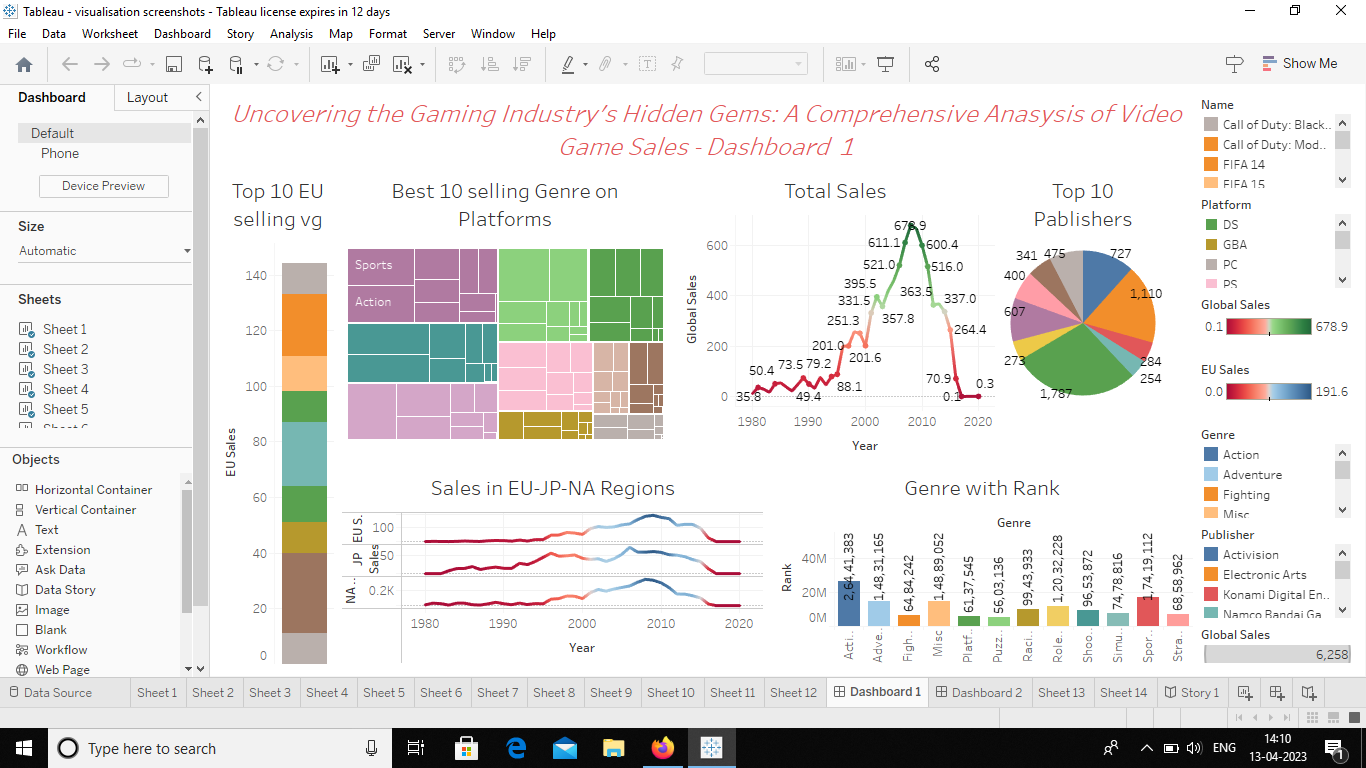 Tableau - visualisation screenshots - Tableau license expires in 12 days
File Data Worksheet Dashboard Story Analysis Map Format Server Window Help
Show Me
Dashboard Layout
Default
Phone
Device Preview
Size
Automatic
Sheets
Sheet 1
Sheet 2
Sheet 3
Sheet 4
Sheet 5
Objects
Horizontal Container
Vertical Container
Text
Extension
Ask Data
Data Story
Image
Blank
Workflow
Web Page
Uncovering the Gaming Industry's Hidden Gems: A Comprehensive Anasysis of Video
Game Sales - Dashboard 1
Top 10 EU
selling vg
EU Sales
140
120
100
80
60
40
20
0
Best 10 selling Genre on
Platforms
Sports
Action
Total Sales
Global Sales
600
400
200
0
678.9
611.1
600.4
521.0
516.0
395.5
363.5
337.0
331.5
251.3
357.8
264.4
201.0
201.6
73.5
79.2
50.4
88.1
70.9
0.3
35.8
49.4
0.1
1980 1990 2000 2010 2020
Year
Top 10
Pablishers
341
475
727
400
1,110
607
284
273
254
1,787
Sales in EU-JP-NA Regions
EU S..
100
JP Sales
50
NA..
0.2K
1980 1990 2000 2010 2020
Year
Genre with Rank
Genre
Rank
40M
20M
0M
2,64,41,383
1,48,31,165
64,84,242
1,48,89,052
61,37,545
56,03,136
99,43,933
1,20,32,228
96,53,872
74,78,816
1,74,19,112
68,58,962
Acti..
Adve..
Figh..
Misc
Platf..
Puzz..
Raci..
Role..
Shoo..
Simu..
Spor..
Stra..
Name
Call of Duty: Black..
Call of Duty: Mod..
FIFA 14
FIFA 15
Platform
DS
GBA
PC
PS
Global Sales
0.1 678.9
EU Sales
0.0 191.6
Genre
Action
Adventure
Fighting
Misc
Publisher
Activision
Electronic Arts
Konami Digital En..
Namco Bandai Ga..
Global Sales
6,258
Data Source Sheet 1 Sheet 2 Sheet 3 Sheet 4 Sheet 5 Sheet 6 Sheet 7 Sheet 8 Sheet 9 Sheet 10 Sheet 11 Sheet 12 Dashboard 1 Dashboard 2 Sheet 13 Sheet 14 Story 1
Type here to search
ENG
14:10
13-04-2023
1